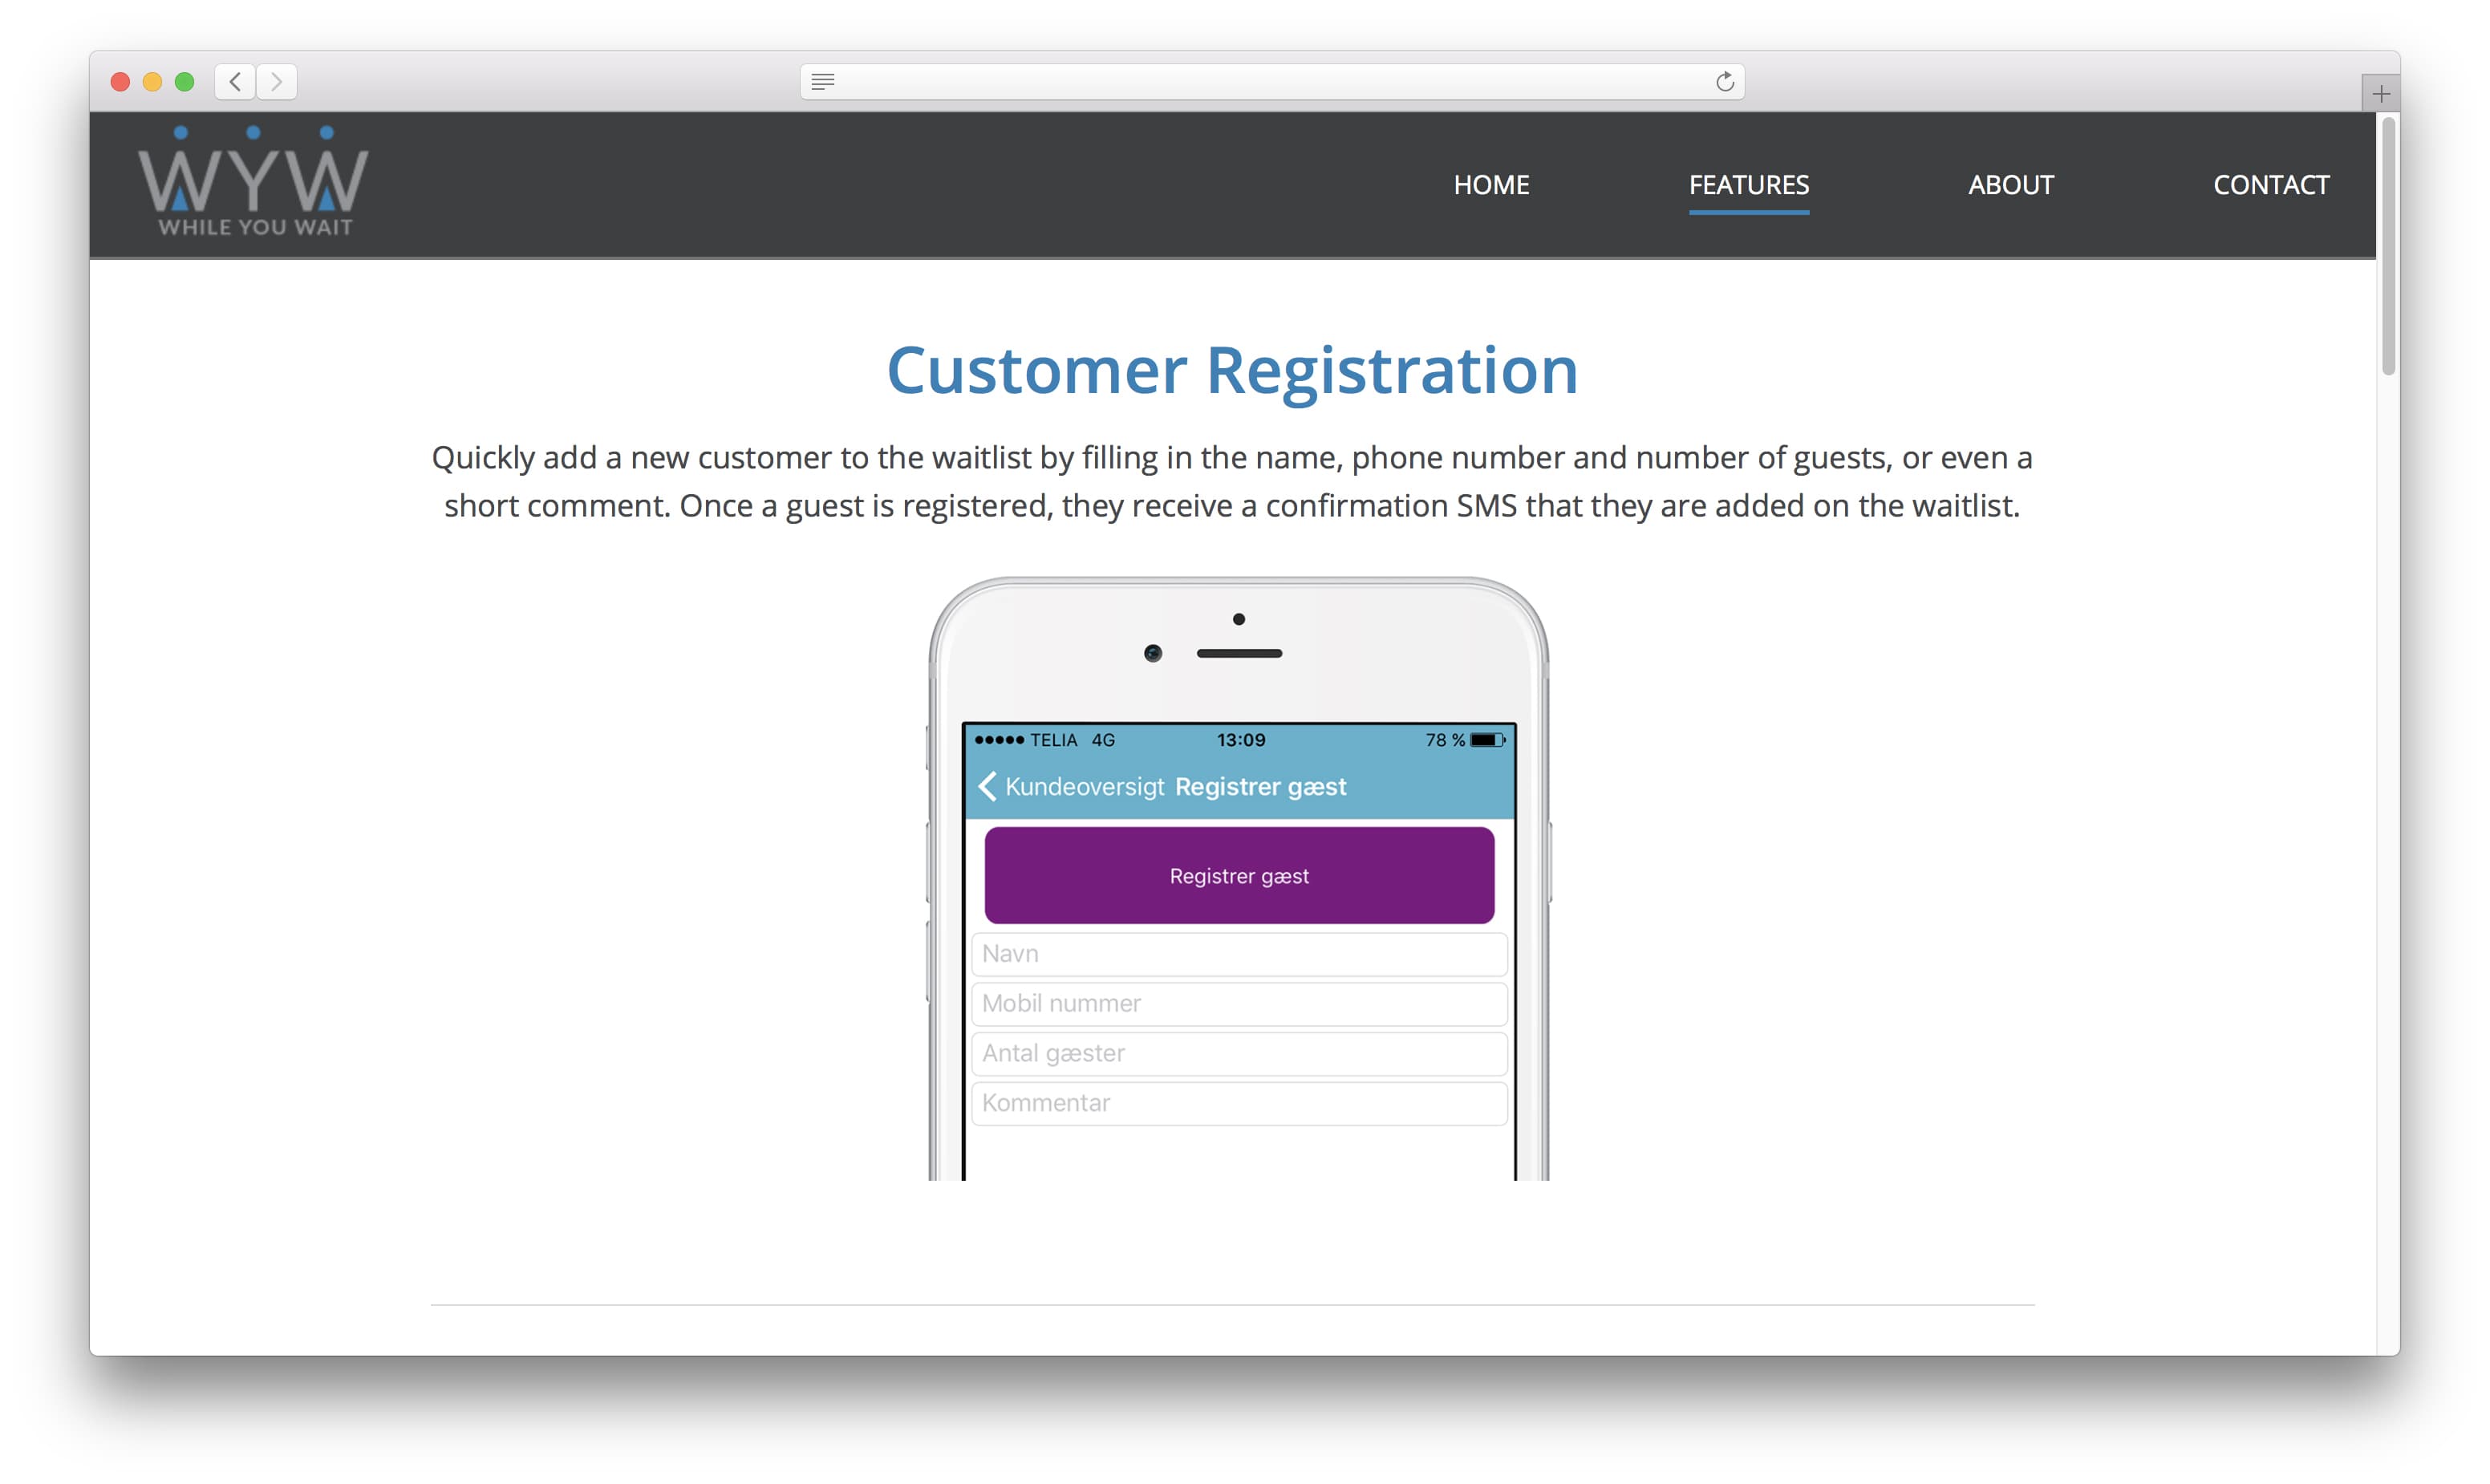 WYW
WHILE YOU WAIT
HOME FEATURES ABOUT CONTACT
Customer Registration
Quickly add a new customer to the waitlist by filling in the name, phone number and number of guests, or even a
short comment. Once a guest is registered, they receive a confirmation SMS that they are added on the waitlist.
TELIA 4G 13:09 78 %
Kundeoversigt Registrer gæst
Registrer gæst
Navn
Mobil nummer
Antal gæster
Kommentar